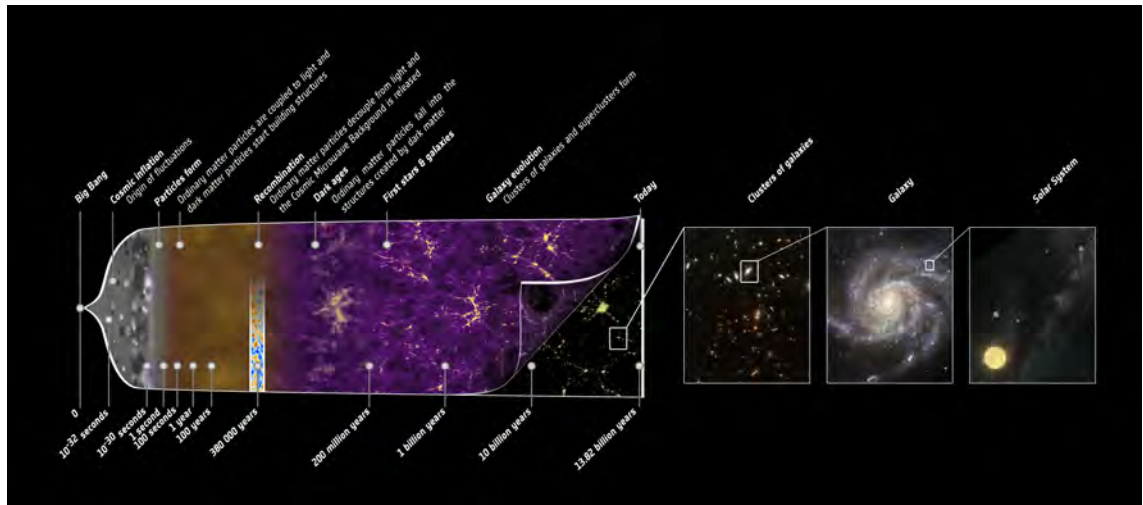 Big Bang
Cosmic inflation
Origin of fluctuations
Particles form
Ordinary matter particles are coupled to light and
dark matter particles start building structures
Recombination
Ordinary matter particles decouple from light and
the Cosmic Microwave Background is released
Dark ages
Ordinary matter particles fall into the
structures created by dark matter
First stars & galaxies
Galaxy evolution
Clusters of galaxies and superclusters form
Today
Clusters of galaxies
Galaxy
Solar System
0
10⁻³² seconds
10⁻³⁰ seconds
1 second
100 seconds
1 year
100 years
380 000 years
200 million years
1 billion years
10 billion years
13.82 billion years